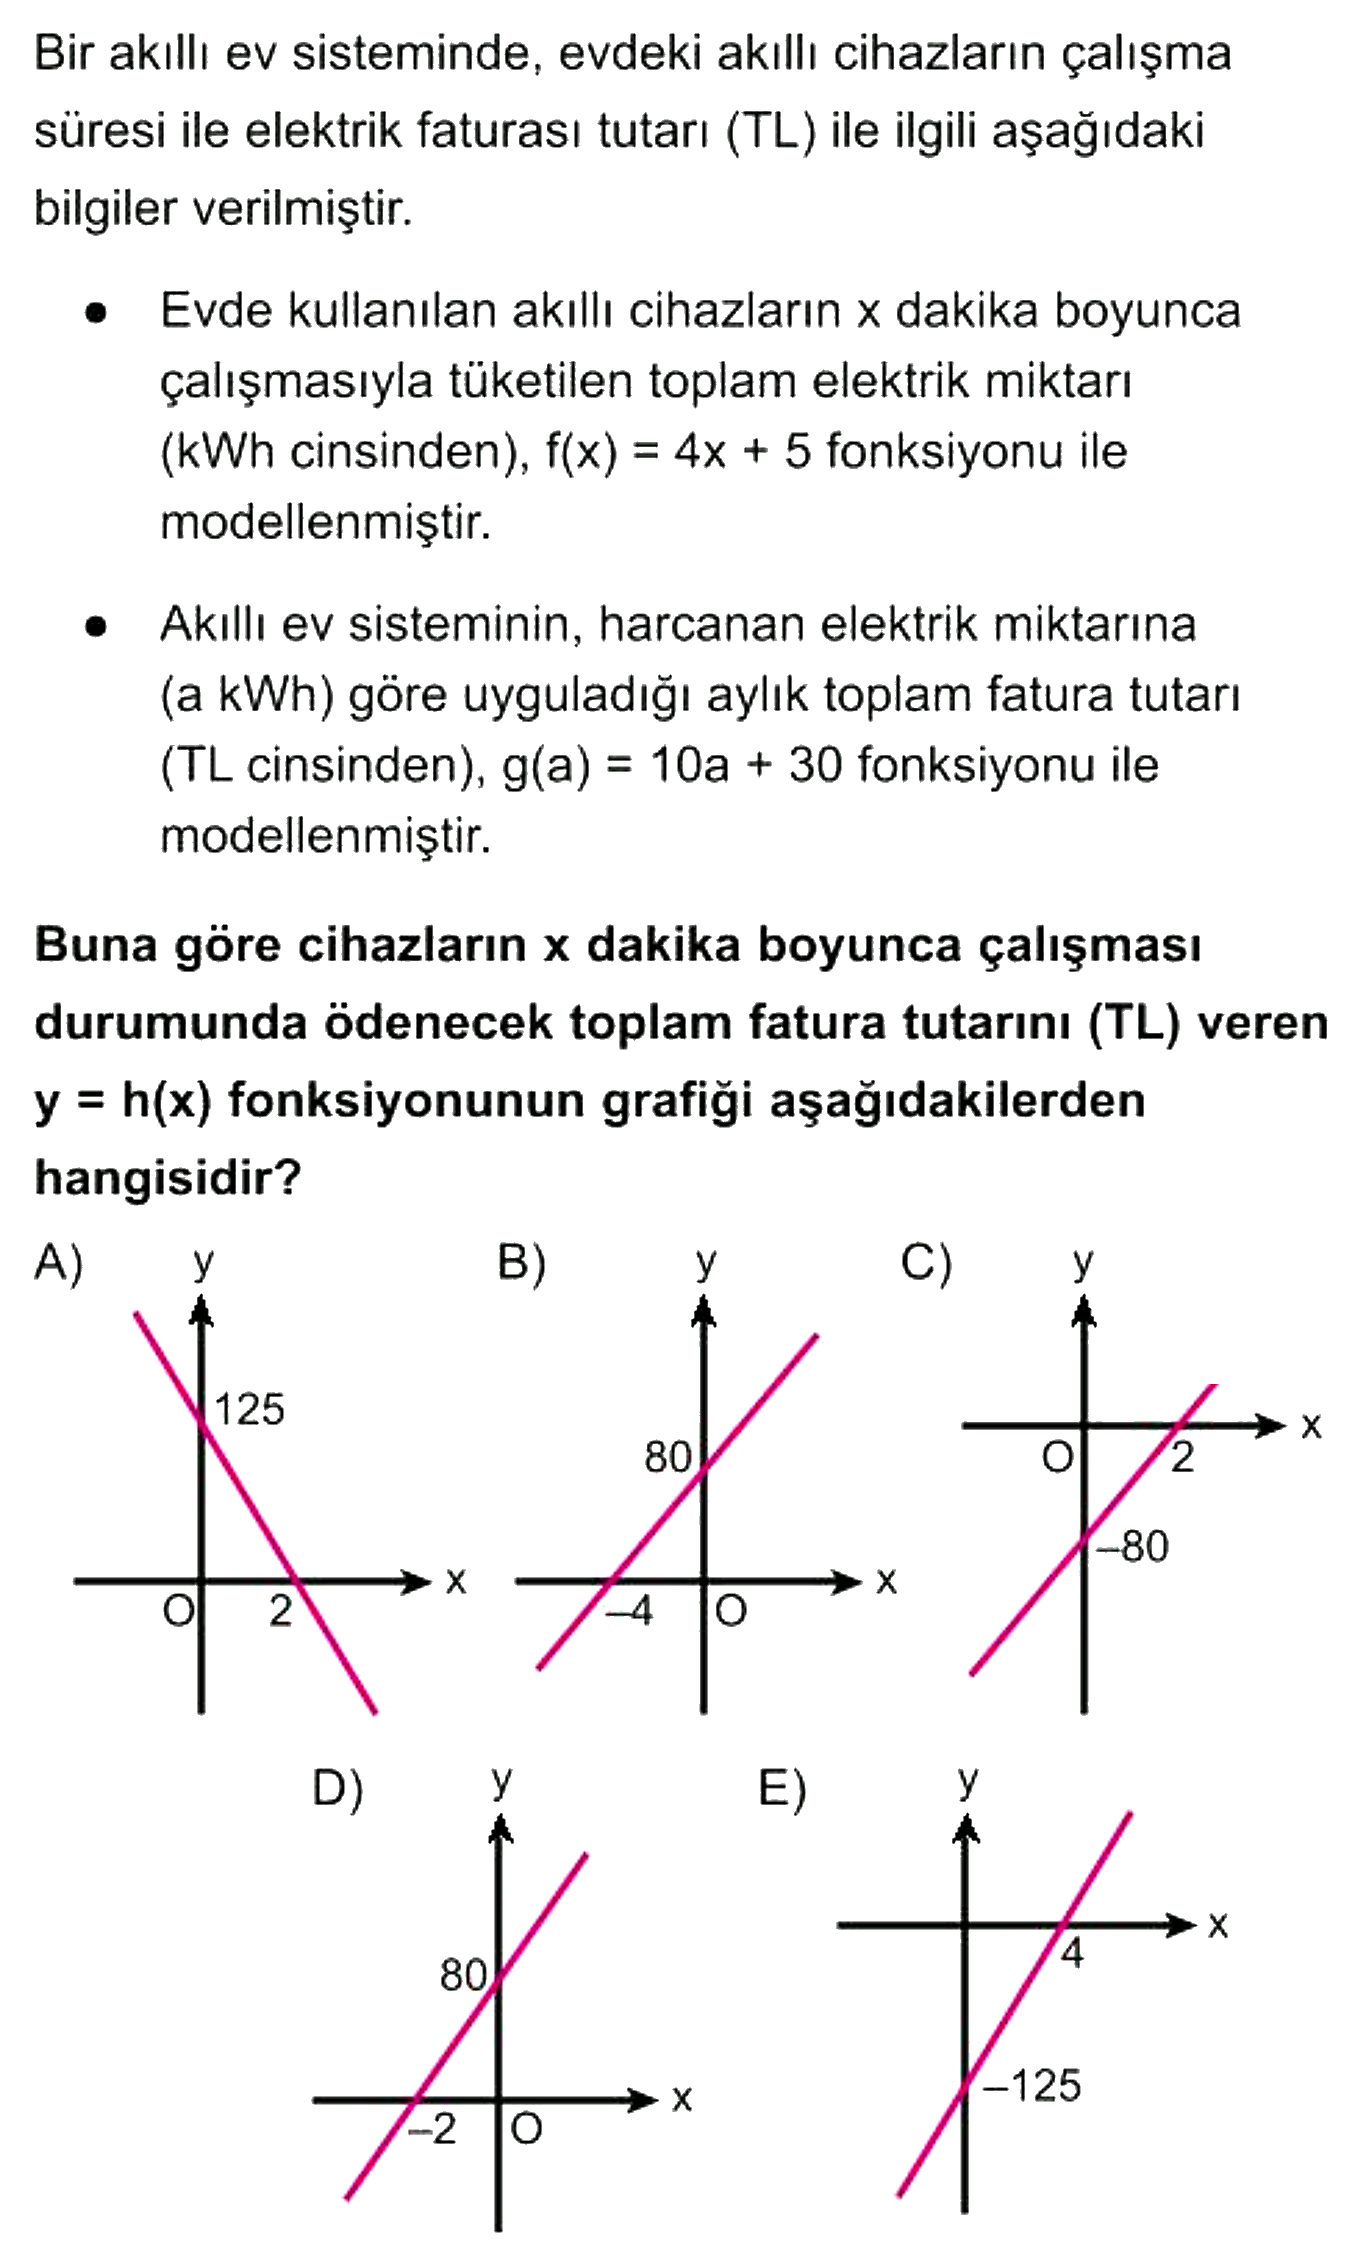 Bir akıllı ev sisteminde, evdeki akıllı cihazların çalışma
süresi ile elektrik faturası tutarı (TL) ile ilgili aşağıdaki
bilgiler verilmiştir.
● Evde kullanılan akıllı cihazların x dakika boyunca
çalışmasıyla tüketilen toplam elektrik miktarı
(kWh cinsinden), f(x) = 4x + 5 fonksiyonu ile
modellenmiştir.
● Akıllı ev sisteminin, harcanan elektrik miktarına
(a kWh) göre uyguladığı aylık toplam fatura tutarı
(TL cinsinden), g(a) = 10a + 30 fonksiyonu ile
modellenmiştir.
Buna göre cihazların x dakika boyunca çalışması
durumunda ödenecek toplam fatura tutarını (TL) veren
y = h(x) fonksiyonunun grafiği aşağıdakilerden
hangisidir?
A)
y
125
x
O
2
B)
y
80
x
–4
O
C)
y
x
O
2
–80
D)
y
80
x
–2
O
E)
y
x
4
–125